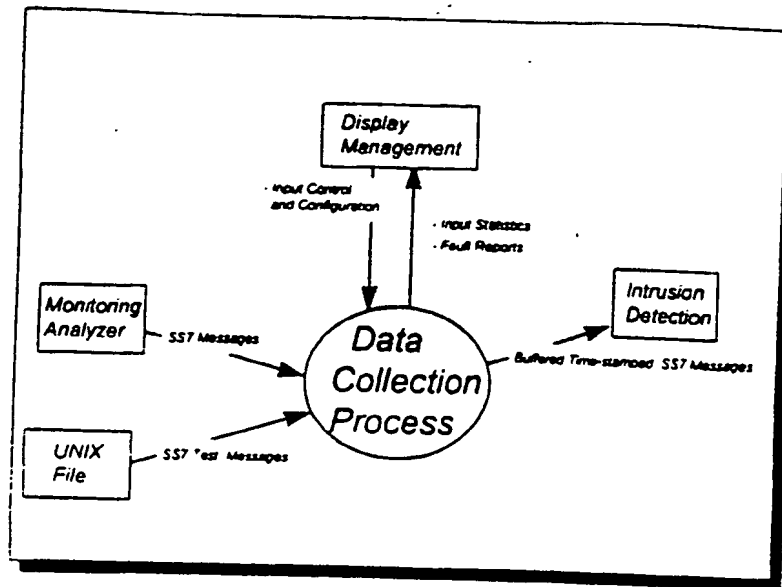 Display
Management
- Input Control
and Configuration
- Input Statistics
- Fault Reports
Monitoring
Analyzer
SS7 Messages
Data
Collection
Process
Intrusion
Detection
Buffered Time-stamped SS7 Messages
UNIX
File
SS7 Test Messages